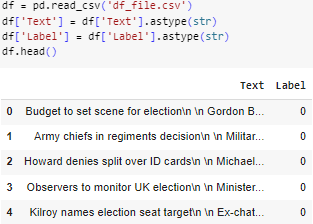 df = pd.read_csv('df_file.csv')
df['Text'] = df['Text'].astype(str)
df['Label'] = df['Label'].astype(str)
df.head()
Text Label
0 Budget to set scene for election\n \n Gordon B... 0
1 Army chiefs in regiments decision\n \n Militar... 0
2 Howard denies split over ID cards\n \n Michael... 0
3 Observers to monitor UK election\n \n Minister... 0
4 Kilroy names election seat target\n \n Ex-chat... 0